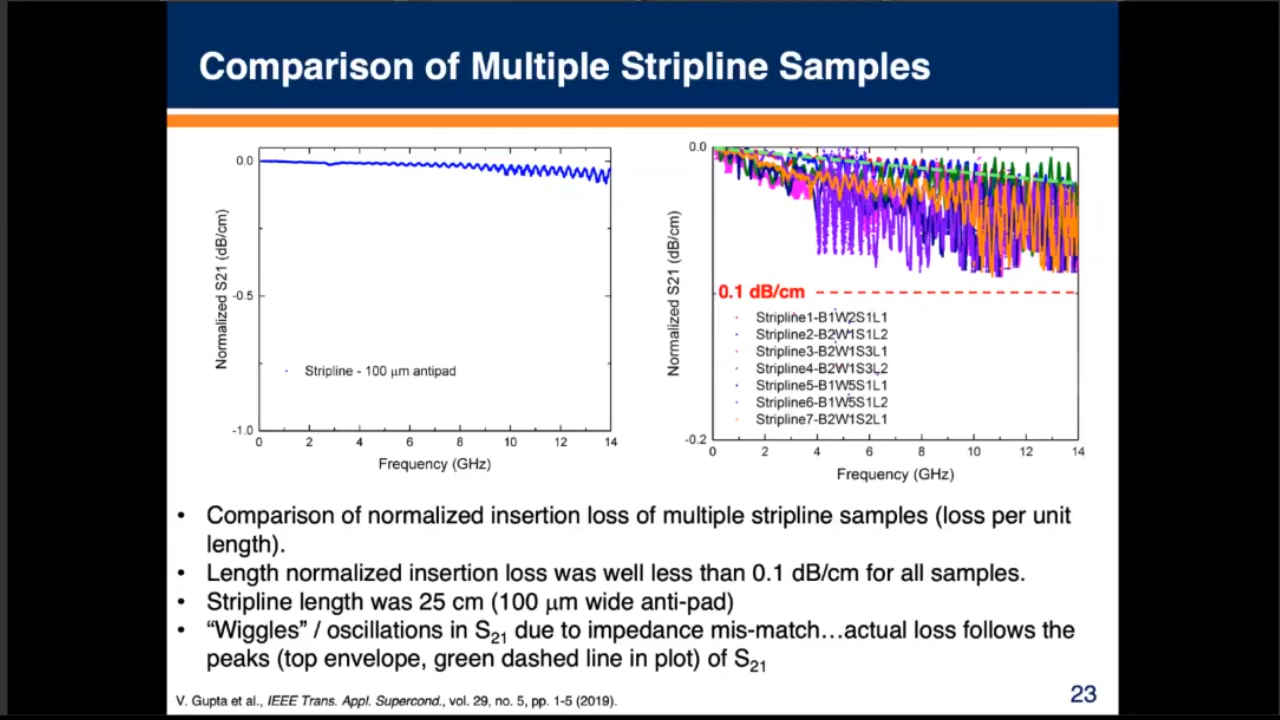 Comparison of Multiple Stripline Samples
0.0
-0.5
-1.0
Normalized S21 (dB/cm)
Stripline - 100 μm antipad
0 2 4 6 8 10 12 14
Frequency (GHz)
0.0
-0.2
Normalized S21 (dB/cm)
0.1 dB/cm
Stripline1-B1W2S1L1
Stripline2-B2W1S1L2
Stripline3-B2W1S3L1
Stripline4-B2W1S3L2
Stripline5-B1W5S1L1
Stripline6-B1W5S1L2
Stripline7-B2W1S2L1
0 2 4 6 8 10 12 14
Frequency (GHz)
• Comparison of normalized insertion loss of multiple stripline samples (loss per unit
length).
• Length normalized insertion loss was well less than 0.1 dB/cm for all samples.
• Stripline length was 25 cm (100 μm wide anti-pad)
• “Wiggles” / oscillations in S21 due to impedance mis-match…actual loss follows the
peaks (top envelope, green dashed line in plot) of S21
V. Gupta et al., IEEE Trans. Appl. Supercond., vol. 29, no. 5, pp. 1-5 (2019).
23